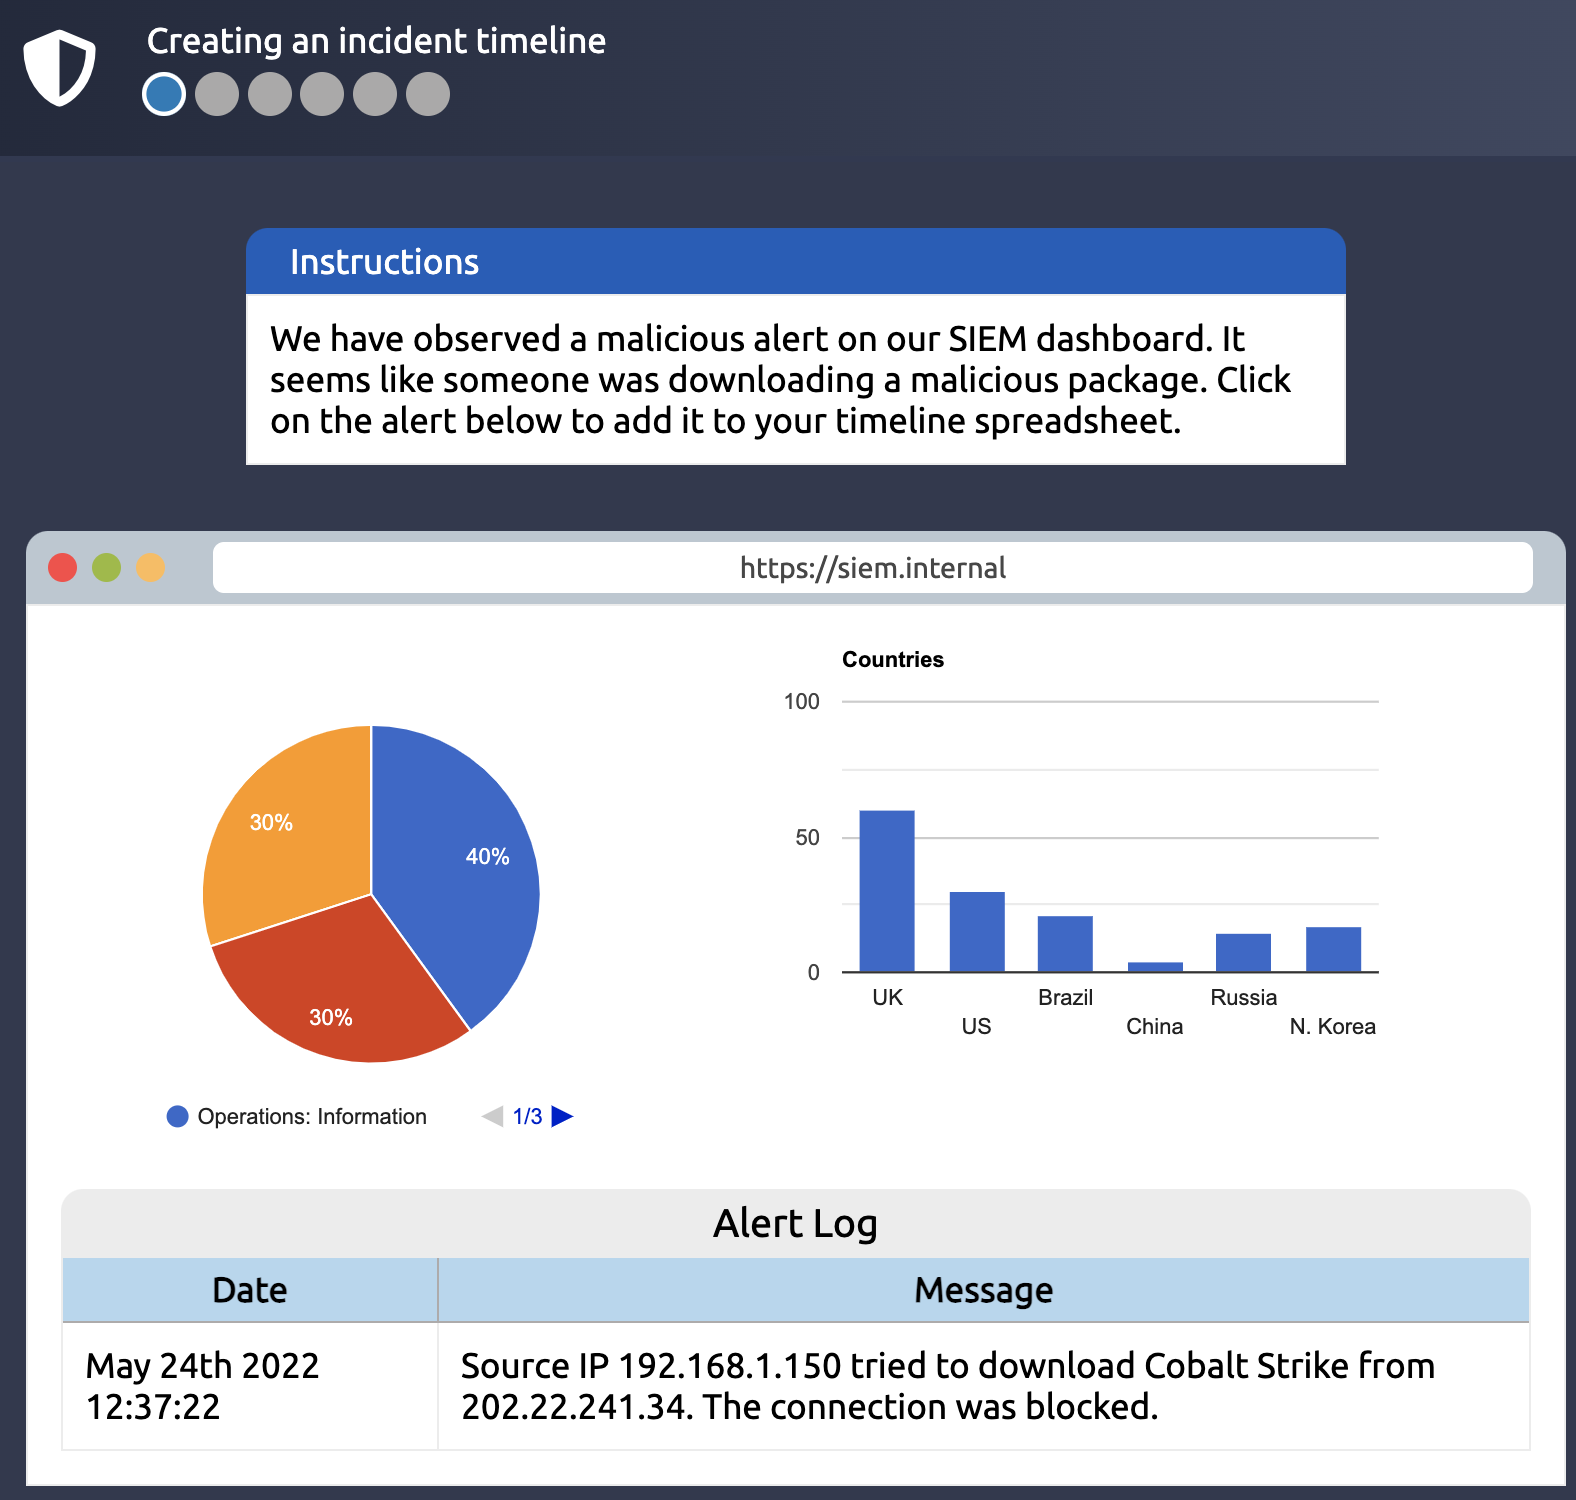 Creating an incident timeline
Instructions
We have observed a malicious alert on our SIEM dashboard. It
seems like someone was downloading a malicious package. Click
on the alert below to add it to your timeline spreadsheet.
https://siem.internal
30%
40%
30%
Operations: Information
1/3
Countries
100
50
0
UK
US
Brazil
China
Russia
N. Korea
Alert Log
Date
Message
May 24th 2022
12:37:22
Source IP 192.168.1.150 tried to download Cobalt Strike from
202.22.241.34. The connection was blocked.